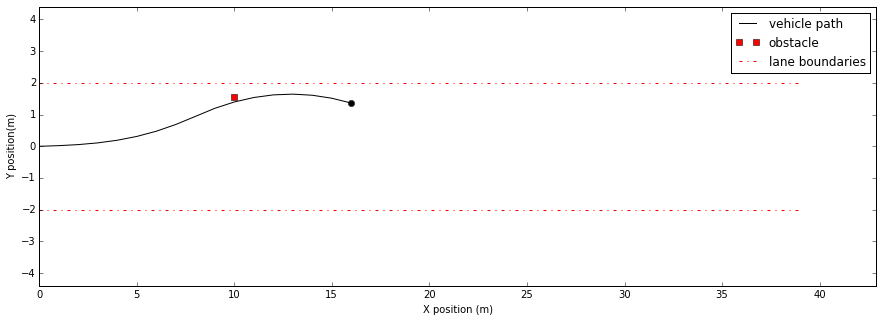 vehicle path
obstacle
lane boundaries
4
3
2
1
0
−1
−2
−3
−4
Y position(m)
0 5 10 15 20 25 30 35 40
X position (m)